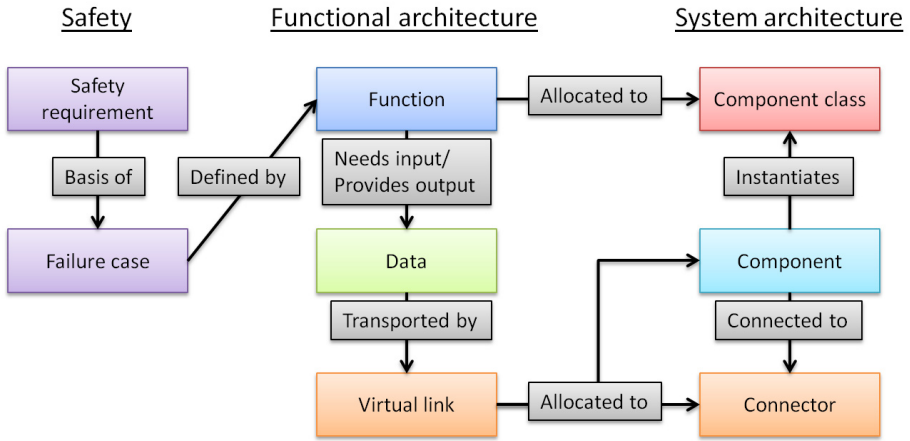 Safety
Functional architecture
System architecture
Safety
requirement
Function
Allocated to
Component class
Basis of
Defined by
Needs input/
Provides output
Instantiates
Failure case
Data
Component
Transported by
Connected to
Virtual link
Allocated to
Connector